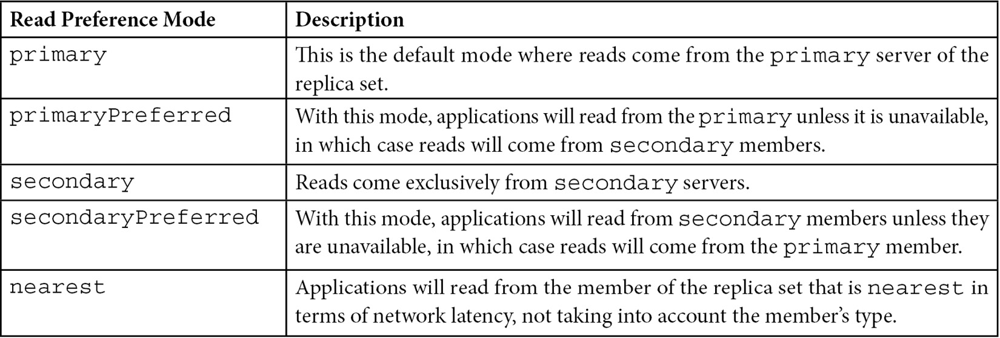 Read Preference Mode Description
primary This is the default mode where reads come from the primary server of the
replica set.
primaryPreferred With this mode, applications will read from the primary unless it is unavailable,
in which case reads will come from secondary members.
secondary Reads come exclusively from secondary servers.
secondaryPreferred With this mode, applications will read from secondary members unless they
are unavailable, in which case reads will come from the primary member.
nearest Applications will read from the member of the replica set that is nearest in
terms of network latency, not taking into account the member’s type.